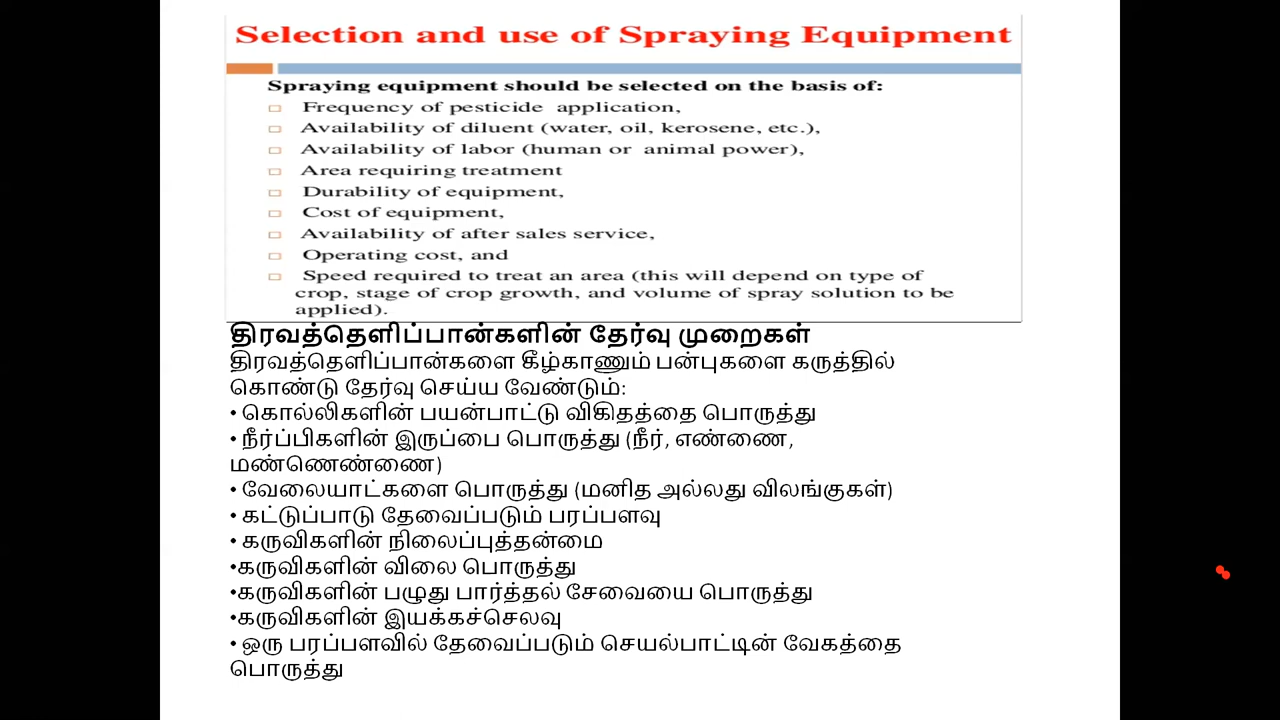 Selection and use of Spraying Equipment
Spraying equipment should be selected on the basis of:
Frequency of pesticide application,
Availability of diluent (water, oil, kerosene, etc.),
Availability of labor (human or animal power),
Area requiring treatment
Durability of equipment,
Cost of equipment,
Availability of after sales service,
Operating cost, and
Speed required to treat an area (this will depend on type of
crop, stage of crop growth, and volume of spray solution to be
applied).
திரவத்தெளிப்பான்களின் தேர்வு முறைகள்
திரவத்தெளிப்பான்களை கீழ்காணும் பன்புகளை கருத்தில்
கொண்டு தேர்வு செய்ய வேண்டும்:
• கொல்லிகளின் பயன்பாட்டு விகிதத்தை பொருத்து
• நீர்ப்பிகளின் இருப்பை பொருத்து (நீர், எண்ணை,
மண்ணெண்ணை)
• வேலையாட்களை பொருத்து (மனித அல்லது விலங்குகள்)
• கட்டுப்பாடு தேவைப்படும் பரப்பளவு
• கருவிகளின் நிலைப்புத்தன்மை
•கருவிகளின் விலை பொருத்து
•கருவிகளின் பழுது பார்த்தல் சேவையை பொருத்து
•கருவிகளின் இயக்கச்செலவு
• ஒரு பரப்பளவில் தேவைப்படும் செயல்பாட்டின் வேகத்தை
பொருத்து